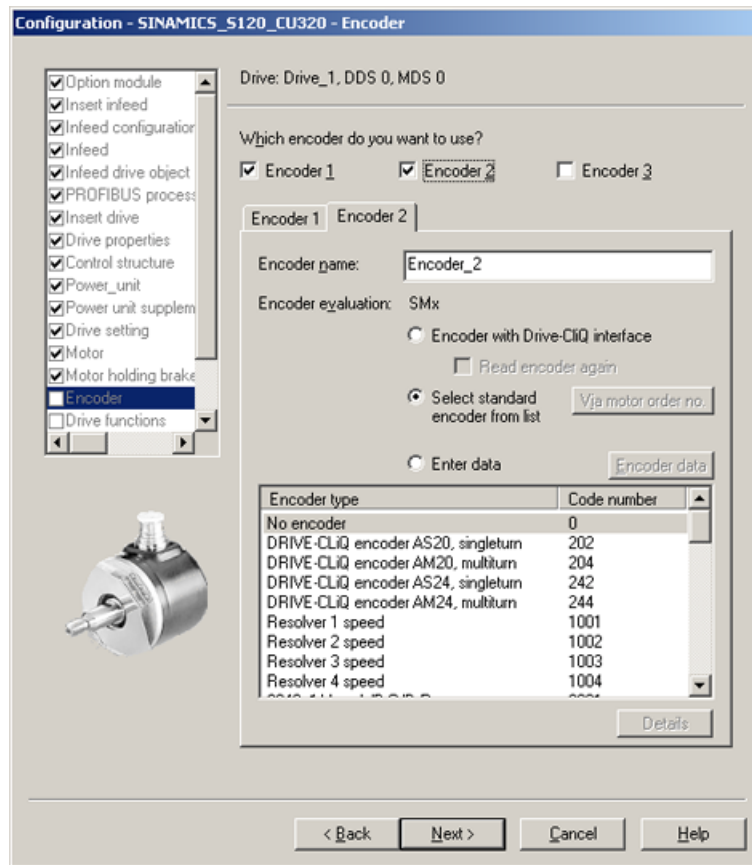 Configuration - SINAMICS_S120_CU320 - Encoder
Option module
Insert infeed
Infeed configuration
Infeed
Infeed drive object
PROFIBUS process
Insert drive
Drive properties
Control structure
Power_unit
Power unit supplem
Drive setting
Motor
Motor holding brake
Encoder
Drive functions
Drive: Drive_1, DDS 0, MDS 0
Which encoder do you want to use?
Encoder 1 Encoder 2 Encoder 3
Encoder 1 Encoder 2
Encoder name: Encoder_2
Encoder evaluation: SMx
Encoder with Drive-CliQ interface
Read encoder again
Select standard
encoder from list
Via motor order no.
Enter data Encoder data
Encoder type Code number
No encoder 0
DRIVE-CLiQ encoder AS20, singleturn 202
DRIVE-CLiQ encoder AM20, multiturn 204
DRIVE-CLiQ encoder AS24, singleturn 242
DRIVE-CLiQ encoder AM24, multiturn 244
Resolver 1 speed 1001
Resolver 2 speed 1002
Resolver 3 speed 1003
Resolver 4 speed 1004
Details
< Back Next > Cancel Help